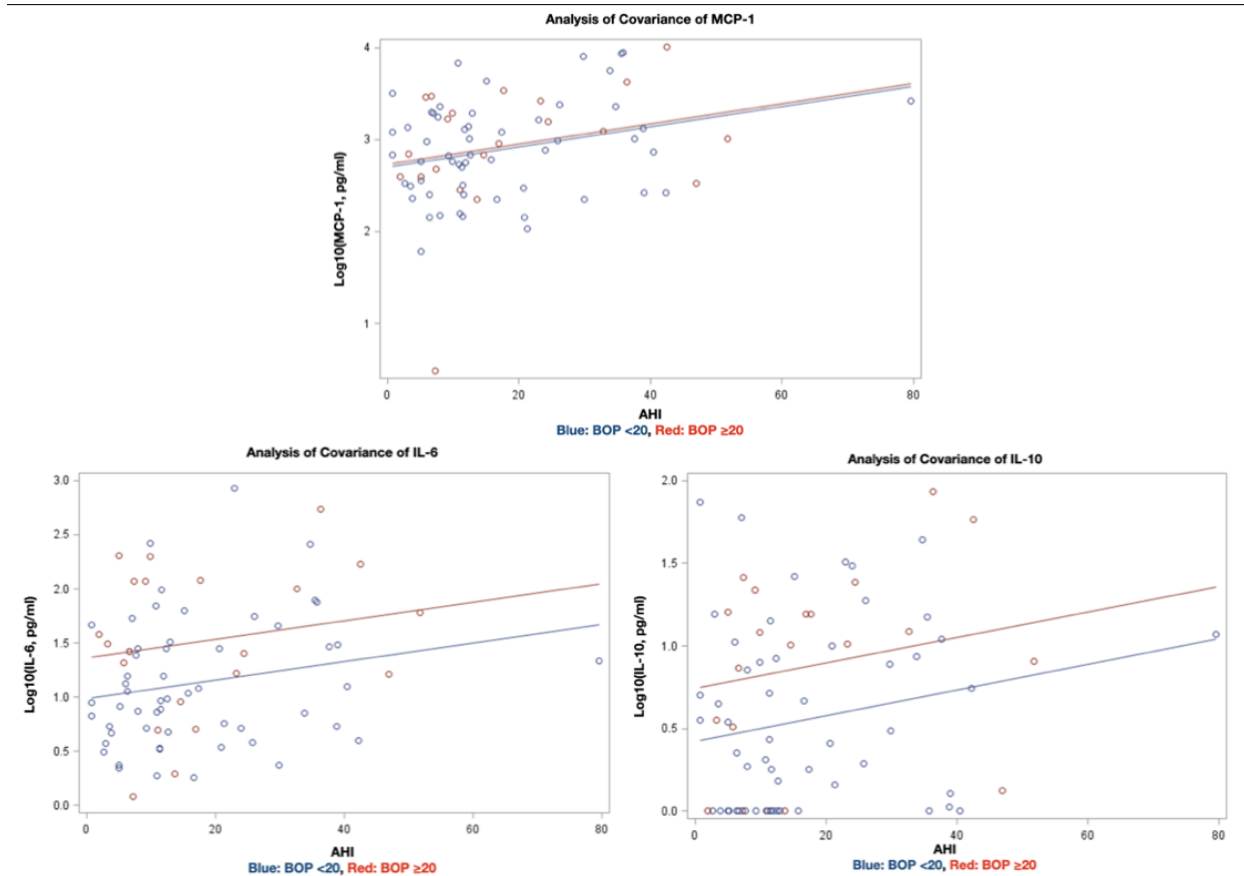 Analysis of Covariance of MCP-1
4
3
2
1
Log10(MCP-1, pg/ml)
0 20 40 60 80
AHI
Blue: BOP <20, Red: BOP ≥20
Analysis of Covariance of IL-6
3.0
2.5
2.0
1.5
1.0
0.5
0.0
Log10(IL-6, pg/ml)
0 20 40 60 80
AHI
Blue: BOP <20, Red: BOP ≥20
Analysis of Covariance of IL-10
2.0
1.5
1.0
0.5
0.0
Log10(IL-10, pg/ml)
0 20 40 60 80
AHI
Blue: BOP <20, Red: BOP ≥20